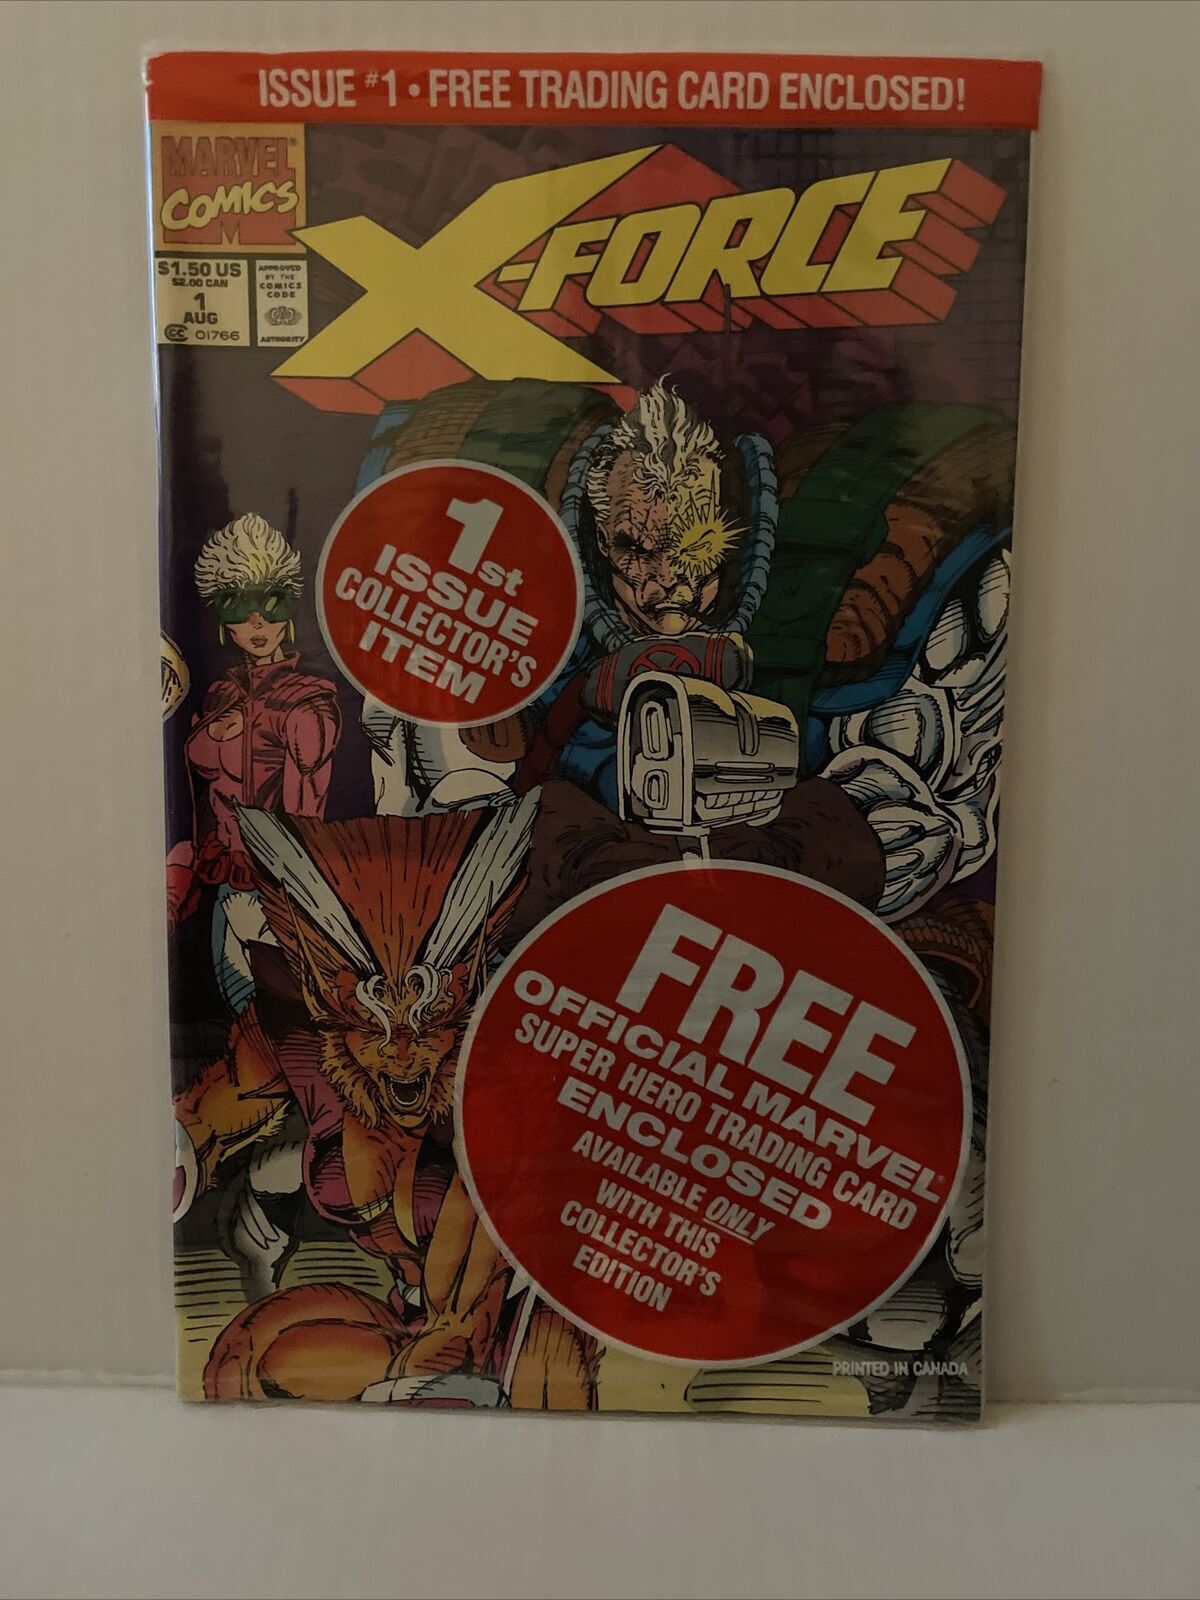 ISSUE #1 • FREE TRADING CARD ENCLOSED!
MARVEL®
COMICS
M
$1.50 US
$2.00 CAN
1
AUG
CC 01766
APPROVED
BY THE
COMICS
CODE
AUTHORITY
X-FORCE
1st
ISSUE
COLLECTOR'S
ITEM
FREE
OFFICIAL MARVEL®
SUPER HERO TRADING CARD
ENCLOSED
AVAILABLE ONLY
WITH THIS
COLLECTOR'S
EDITION
PRINTED IN CANADA